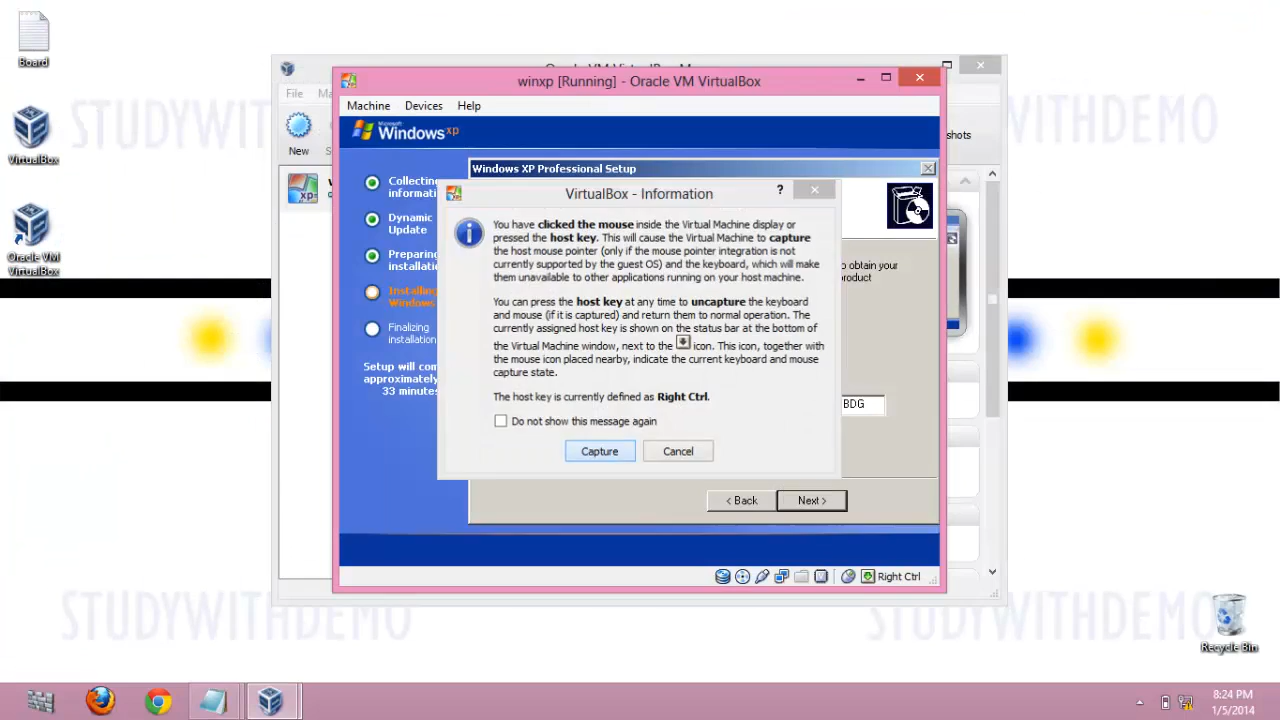 Board
VirtualBox
Oracle VM
VirtualBox
STUDYWITHDEMO
File
New
winxp [Running] - Oracle VM VirtualBox
Machine
Devices
Help
Microsoft
Windows xp
Collecting
information
Dynamic
Update
Preparing
installation
Installing
Windows
Finalizing
installation
Setup will com
approximately
33 minutes
Windows XP Professional Setup
VirtualBox - Information
?
You have clicked the mouse inside the Virtual Machine display or
pressed the host key. This will cause the Virtual Machine to capture
the host mouse pointer (only if the mouse pointer integration is not
currently supported by the guest OS) and the keyboard, which will make
them unavailable to other applications running on your host machine.
You can press the host key at any time to uncapture the keyboard
and mouse (if it is captured) and return them to normal operation. The
currently assigned host key is shown on the status bar at the bottom of
the Virtual Machine window, next to the icon. This icon, together with
the mouse icon placed nearby, indicate the current keyboard and mouse
capture state.
The host key is currently defined as Right Ctrl.
Do not show this message again
Capture
Cancel
o obtain your
product
BDG
< Back
Next >
Right Ctrl
STUDYWITHDEMO
Recycle Bin
8:24 PM
1/5/2014